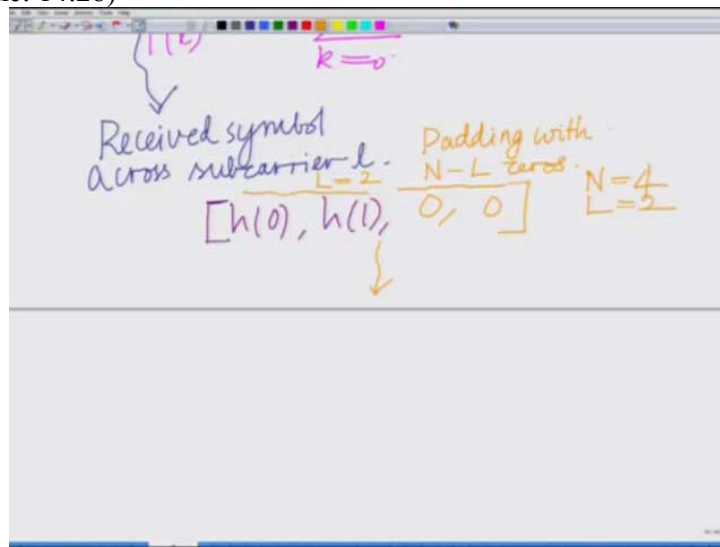 k=0
Received symbol
across subcarrier l.
Padding with
N-L zeros.
L=2
N=4
L=2
[h(0), h(1), 0, 0]